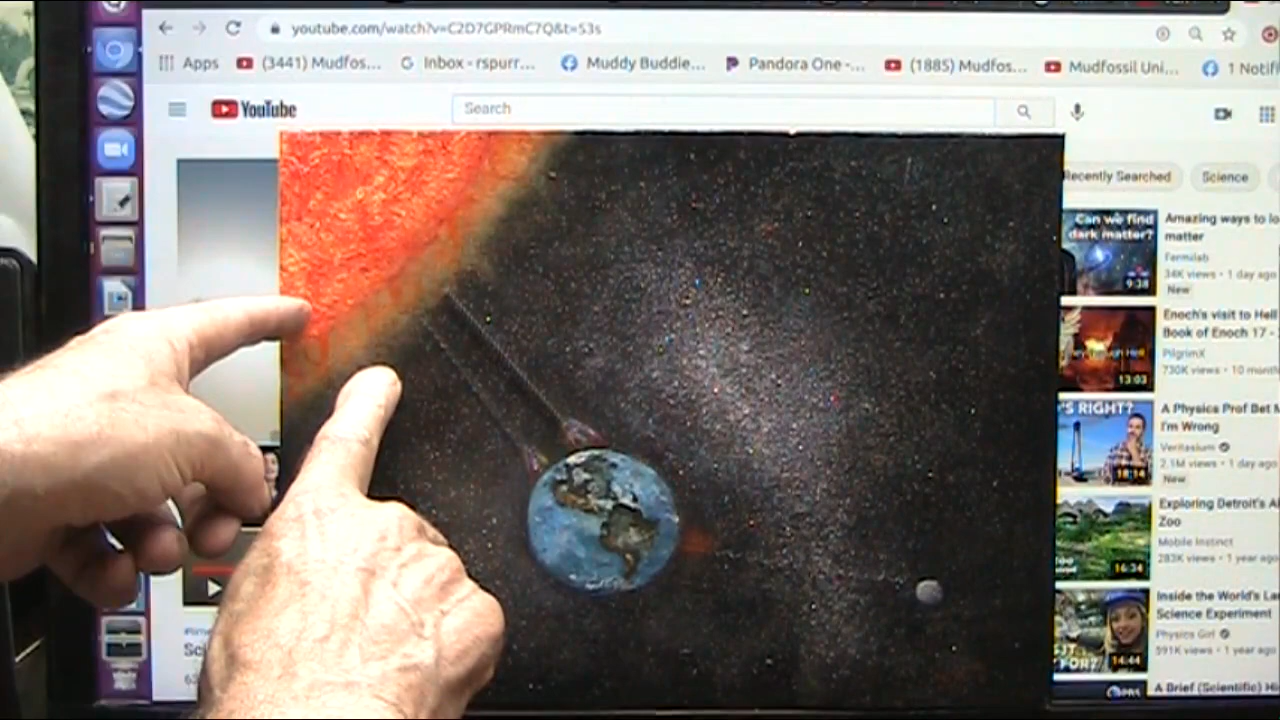 youtube.com/watch?v=C2D7GPRmC7Q&t=53s
Apps (3441) Mudfos... Inbox - rspurr... Muddy Buddie... Pandora One -... (1885) Mudfos... Mudfossil Uni... 1 Notifi
YouTube
Search
Recently Searched Science
Can we find
dark matter?
9:38
Amazing ways to lo
matter
Fermilab
34K views • 1 day ago
New
Hell
13:03
Enoch's visit to Hell
Book of Enoch 17 -
PilgrimX
730K views • 10 month
'S RIGHT?
18:14
A Physics Prof Bet M
I'm Wrong
Veritasium
2.1M views • 1 day ago
New
16:34
Exploring Detroit's A
Zoo
Mobile Instinct
283K views • 1 year ago
14:44
Inside the World's La
Science Experiment
Physics Girl
591K views • 1 year ago
PBS
A Brief (Scientific) Hi
Sci